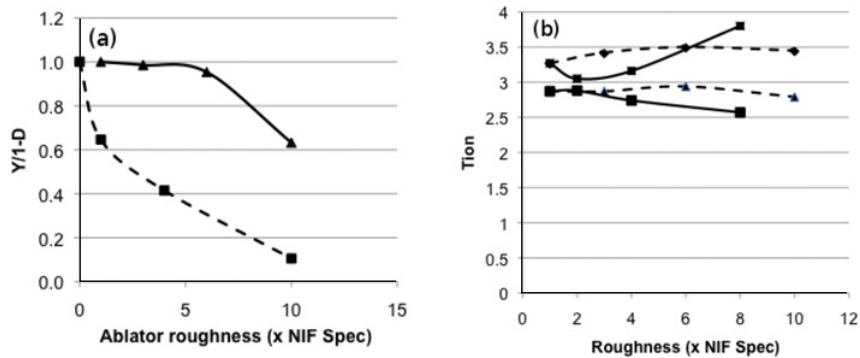 (a)
1.2
1.0
0.8
0.6
0.4
0.2
0.0
Y/1-D
0 5 10 15
Ablator roughness (x NIF Spec)
(b)
4
3.5
3
2.5
2
1.5
1
0.5
0
Tion
0 2 4 6 8 10 12
Roughness (x NIF Spec)